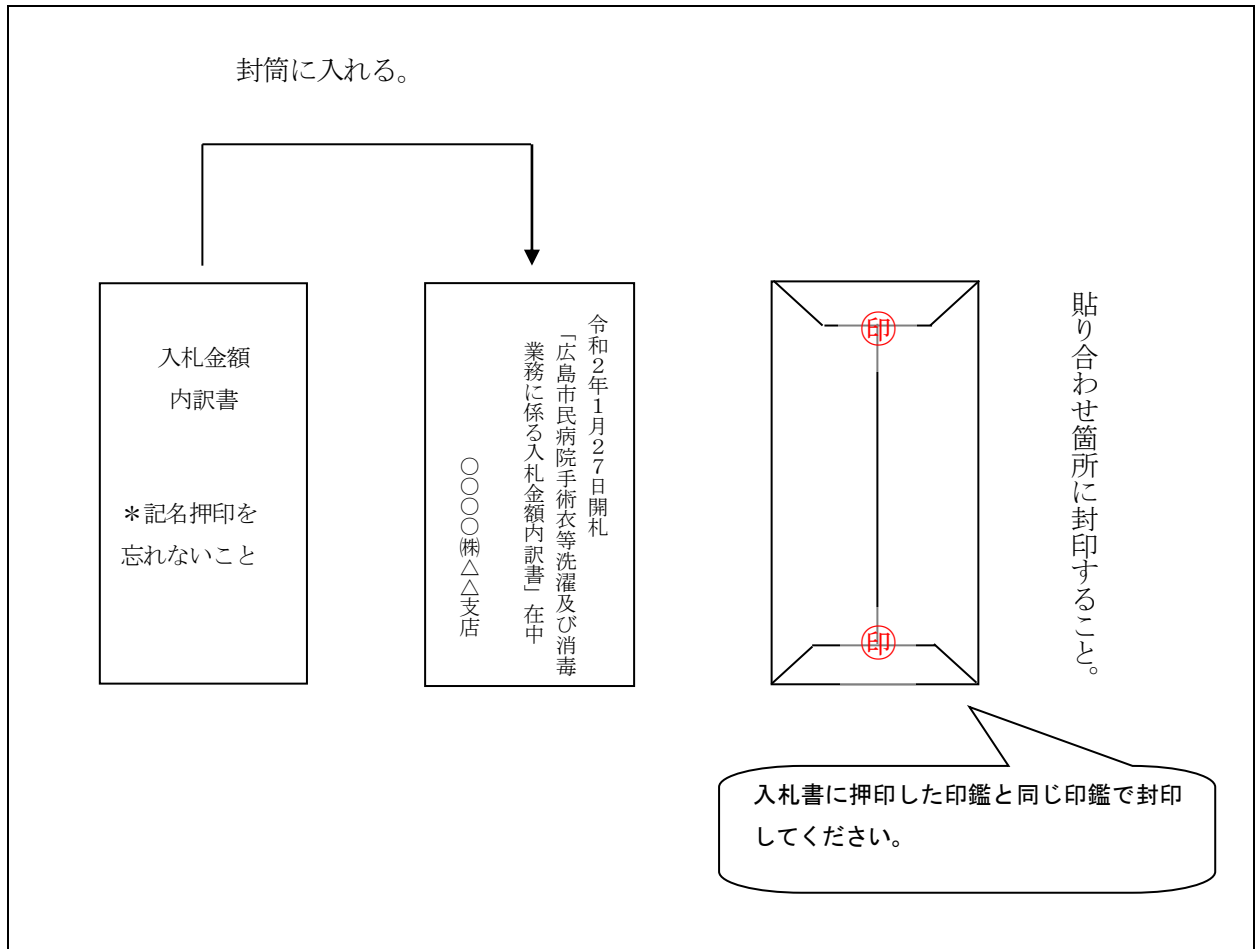 封筒に入れる。
入札金額
内訳書
＊記名押印を
忘れないこと
令和２年１月２７日開札
「広島市民病院手術衣等洗濯及び消毒
業務に係る入札金額内訳書」在中
○○○○㈱△△支店
印
印
貼り合わせ箇所に封印すること。
入札書に押印した印鑑と同じ印鑑で封印
してください。